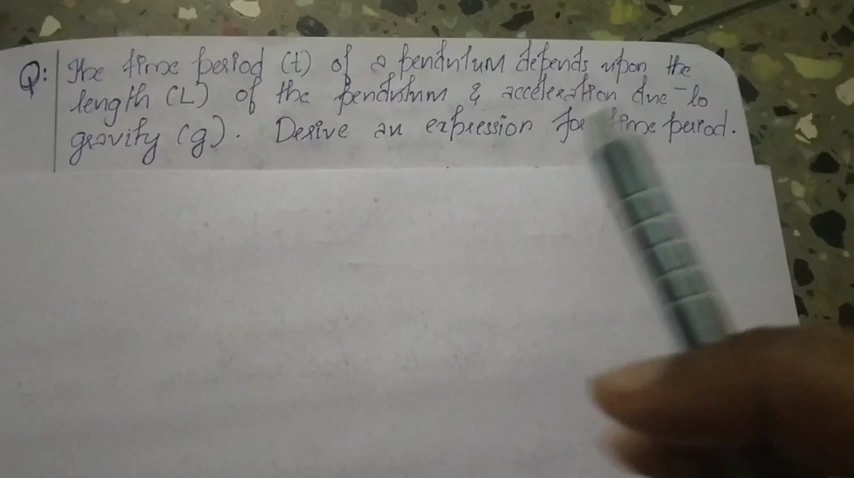 Q: The time period (t) of a pendulum depends upon the
length (L) of the pendulum & acceleration due-to
gravity (g). Derive an expression for time period.